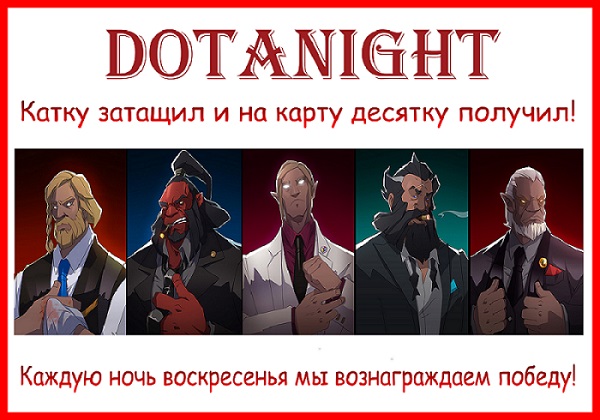 DOTANIGHT
Катку затащил и на карту десятку получил!
Каждую ночь воскресенья мы вознаграждаем победу!